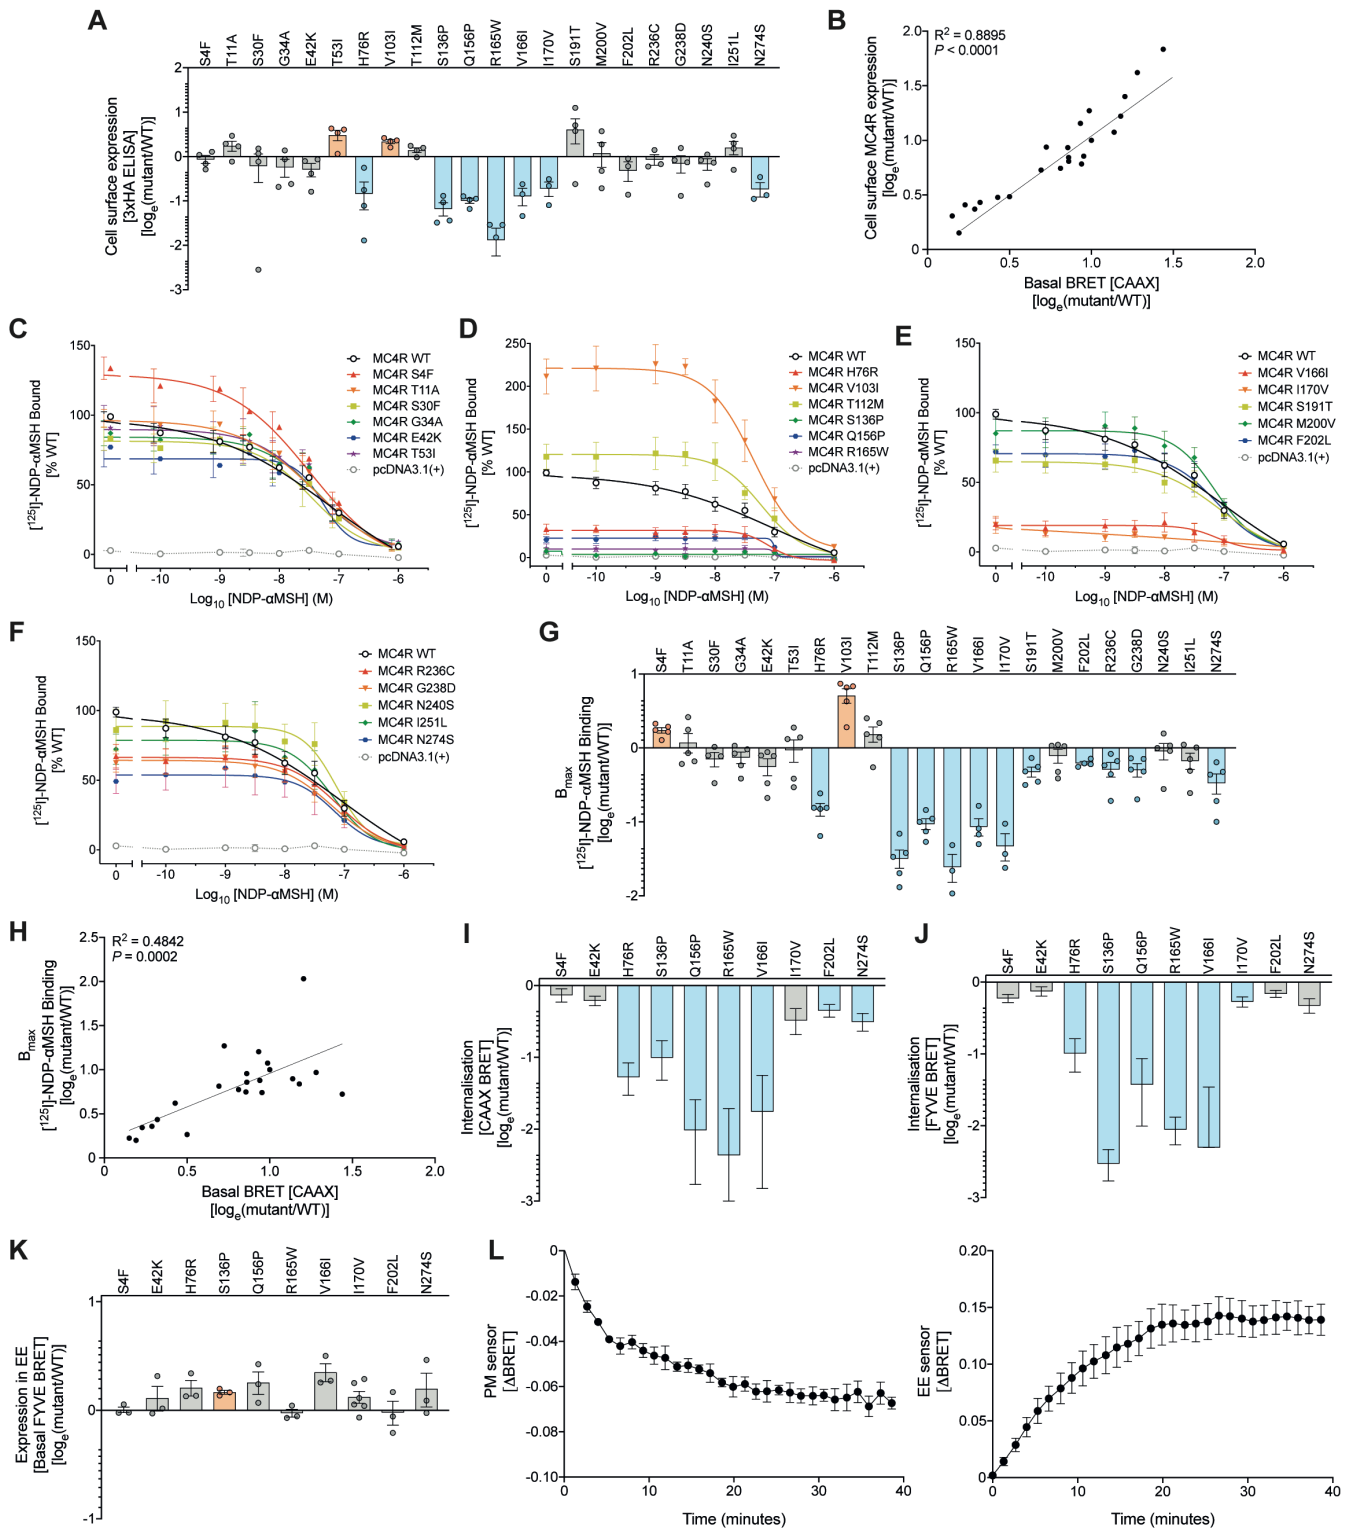 A
S4F T11A S30F G34A E42K T53I H76R V103I T112M S136P Q156P R165W V166I I170V S191T M200V F202L R236C G238D N240S I251L N274S
2
1
0
-1
-2
-3
Cell surface expression
[3xHA ELISA]
[logₑ(mutant/WT)]
B
R² = 0.8895
P < 0.0001
2.0
1.5
1.0
0.5
0
0 0.5 1.0 1.5 2.0
Cell surface MC4R expression
[logₑ(mutant/WT)]
Basal BRET [CAAX]
[logₑ(mutant/WT)]
C
150
100
50
0
0 -10 -9 -8 -7 -6
[¹²⁵I]-NDP-αMSH Bound
[% WT]
Log₁₀ [NDP-αMSH] (M)
MC4R WT
MC4R S4F
MC4R T11A
MC4R S30F
MC4R G34A
MC4R E42K
MC4R T53I
pcDNA3.1(+)
D
250
200
150
100
50
0
0 -10 -9 -8 -7 -6
[¹²⁵I]-NDP-αMSH Bound
[% WT]
Log₁₀ [NDP-αMSH] (M)
MC4R WT
MC4R H76R
MC4R V103I
MC4R T112M
MC4R S136P
MC4R Q156P
MC4R R165W
pcDNA3.1(+)
E
150
100
50
0
0 -10 -9 -8 -7 -6
[¹²⁵I]-NDP-αMSH Bound
[% WT]
Log₁₀ [NDP-αMSH] (M)
MC4R WT
MC4R V166I
MC4R I170V
MC4R S191T
MC4R M200V
MC4R F202L
pcDNA3.1(+)
F
150
100
50
0
0 -10 -9 -8 -7 -6
[¹²⁵I]-NDP-αMSH Bound
[% WT]
Log₁₀ [NDP-αMSH] (M)
MC4R WT
MC4R R236C
MC4R G238D
MC4R N240S
MC4R I251L
MC4R N274S
pcDNA3.1(+)
G
S4F T11A S30F G34A E42K T53I H76R V103I T112M S136P Q156P R165W V166I I170V S191T M200V F202L R236C G238D N240S I251L N274S
1
0
-1
-2
Bₘₐₓ
[¹²⁵I]-NDP-αMSH Binding
[logₑ(mutant/WT)]
H
R² = 0.4842
P = 0.0002
2.5
2.0
1.5
1.0
0.5
0
0 0.5 1.0 1.5 2.0
Bₘₐₓ
[¹²⁵I]-NDP-αMSH Binding
[logₑ(mutant/WT)]
Basal BRET [CAAX]
[logₑ(mutant/WT)]
I
S4F E42K H76R S136P Q156P R165W V166I I170V F202L N274S
0
-1
-2
-3
Internalisation
[CAAX BRET]
[logₑ(mutant/WT)]
J
S4F E42K H76R S136P Q156P R165W V166I I170V F202L N274S
0
-1
-2
-3
Internalisation
[FYVE BRET]
[logₑ(mutant/WT)]
K
S4F E42K H76R S136P Q156P R165W V166I I170V F202L N274S
1
0
-1
Expression in EE
[Basal FYVE BRET]
[logₑ(mutant/WT)]
L
0
-0.02
-0.04
-0.06
-0.08
-0.10
0 10 20 30 40
PM sensor
[ΔBRET]
Time (minutes)
0.20
0.15
0.10
0.05
0
0 10 20 30 40
EE sensor
[ΔBRET]
Time (minutes)